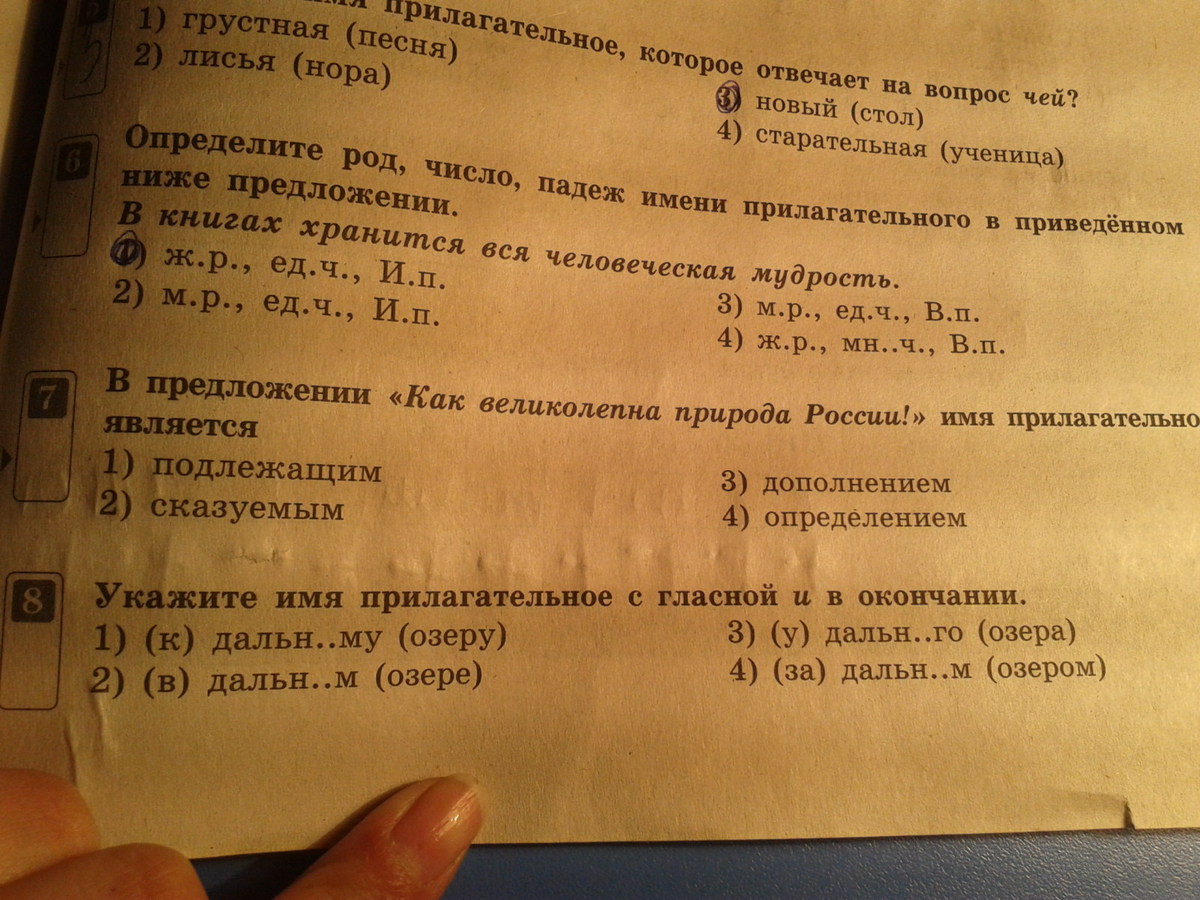 5
прилагательное, которое отвечает на вопрос чей?
1) грустная (песня)
2) лисья (нора)
3) новый (стол)
4) старательная (ученица)
6
Определите род, число, падеж имени прилагательного в приведённом
ниже предложении.
В книгах хранится вся человеческая мудрость.
1) ж.р., ед.ч., И.п.
2) м.р., ед.ч., И.п.
3) м.р., ед.ч., В.п.
4) ж.р., мн..ч., В.п.
7
В предложении «Как великолепна природа России!» имя прилагательно
является
1) подлежащим
2) сказуемым
3) дополнением
4) определением
8
Укажите имя прилагательное с гласной и в окончании.
1) (к) дальн..му (озеру)
2) (в) дальн..м (озере)
3) (у) дальн..го (озера)
4) (за) дальн..м (озером)